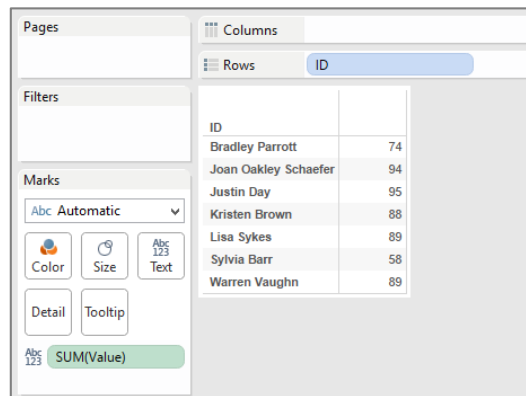 Pages
Columns
Rows ID
Filters
ID
Bradley Parrott 74
Joan Oakley Schaefer 94
Justin Day 95
Kristen Brown 88
Lisa Sykes 89
Sylvia Barr 58
Warren Vaughn 89
Marks
Abc Automatic
Abc
123
Color Size Text
Detail Tooltip
Abc
123 SUM(Value)